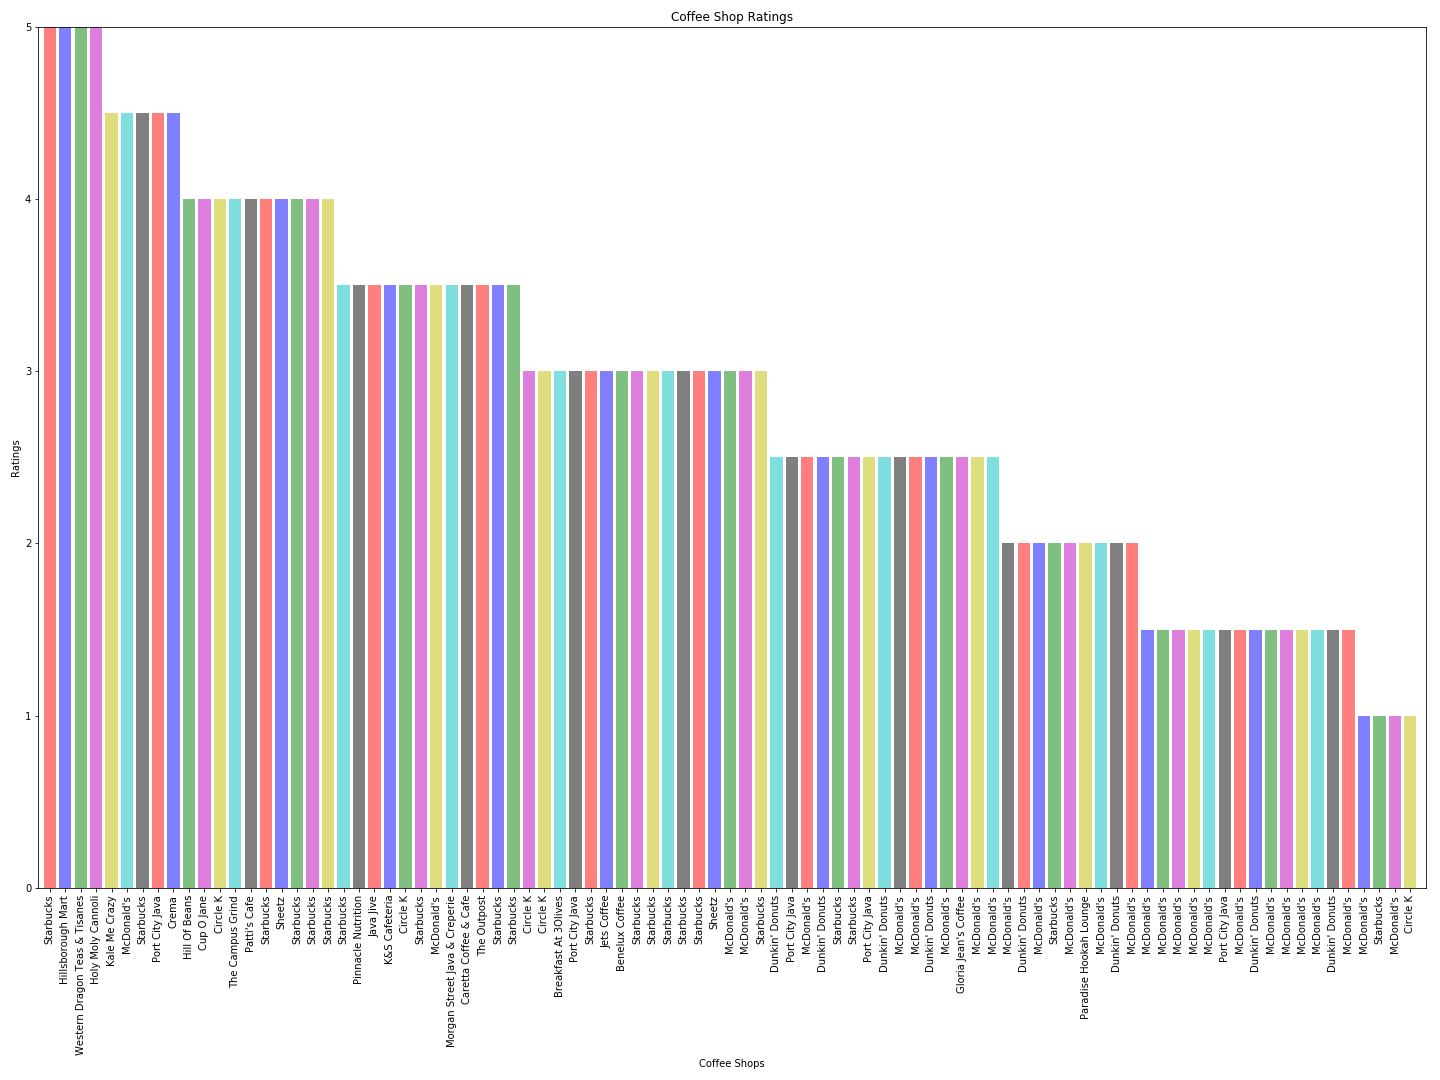 Coffee Shop Ratings
5
4
3
2
1
0
Ratings
Starbucks
Hillsborough Mart
Western Dragon Teas & Tisanes
Holy Moly Cannoli
Kale Me Crazy
McDonald's
Starbucks
Port City Java
Crema
Hill Of Beans
Cup O Jane
Circle K
The Campus Grind
Patti's Cafe
Starbucks
Sheetz
Starbucks
Starbucks
Starbucks
Starbucks
Pinnacle Nutrition
Java Jive
K&S Cafeteria
Circle K
Starbucks
McDonald's
Morgan Street Java & Creperie
Caretta Coffee & Cafe
The Outpost
Starbucks
Starbucks
Circle K
Circle K
Breakfast At 3Olives
Port City Java
Starbucks
Jets Coffee
Benelux Coffee
Starbucks
Starbucks
Starbucks
Starbucks
Starbucks
Sheetz
McDonald's
McDonald's
Starbucks
Dunkin' Donuts
Port City Java
McDonald's
Dunkin' Donuts
Starbucks
Starbucks
Port City Java
Dunkin' Donuts
McDonald's
McDonald's
Dunkin' Donuts
McDonald's
Gloria Jean's Coffee
McDonald's
McDonald's
McDonald's
Dunkin' Donuts
McDonald's
Starbucks
McDonald's
Paradise Hookah Lounge
McDonald's
Dunkin' Donuts
McDonald's
McDonald's
McDonald's
McDonald's
McDonald's
McDonald's
Port City Java
McDonald's
Dunkin' Donuts
McDonald's
McDonald's
McDonald's
McDonald's
Dunkin' Donuts
McDonald's
McDonald's
Starbucks
McDonald's
Circle K
Coffee Shops